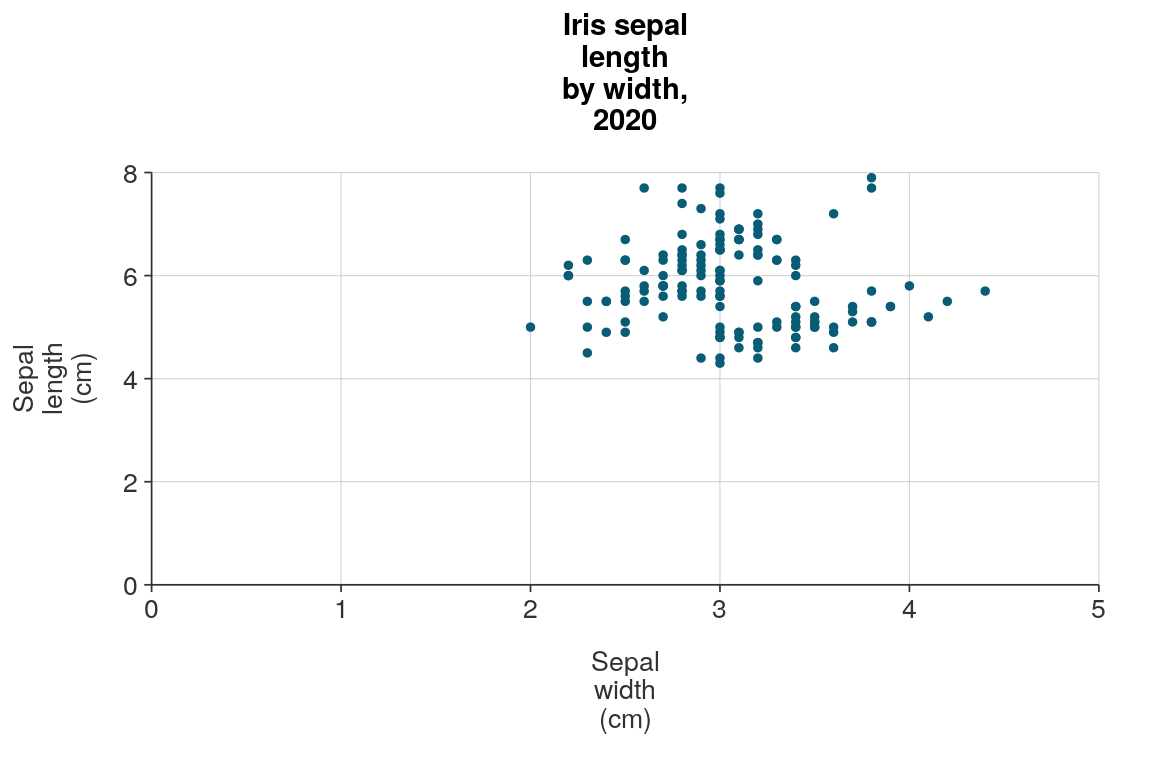 Iris sepal
length
by width,
2020
8
6
4
2
0
Sepal
length
(cm)
0 1 2 3 4 5
Sepal
width
(cm)